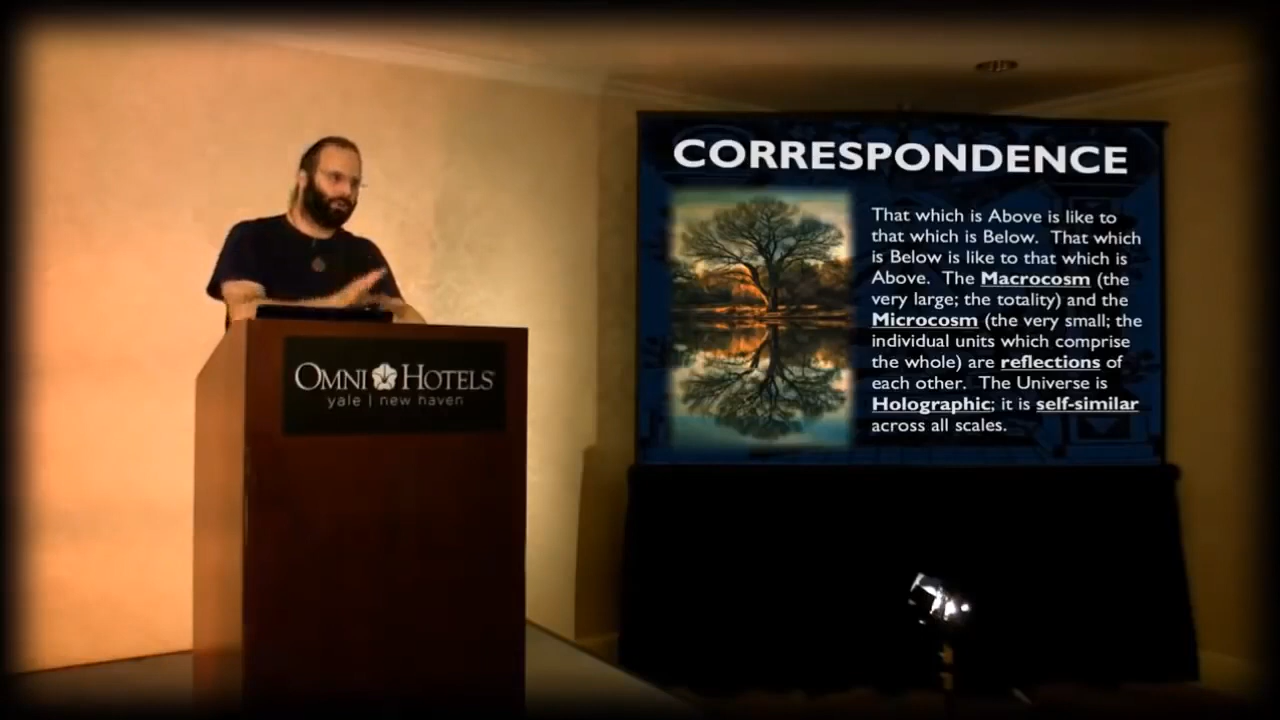 OMNI HOTELS
yale | new haven
CORRESPONDENCE
That which is Above is like to
that which is Below. That which
is Below is like to that which is
Above. The Macrocosm (the
very large; the totality) and the
Microcosm (the very small; the
individual units which comprise
the whole) are reflections of
each other. The Universe is
Holographic; it is self-similar
across all scales.